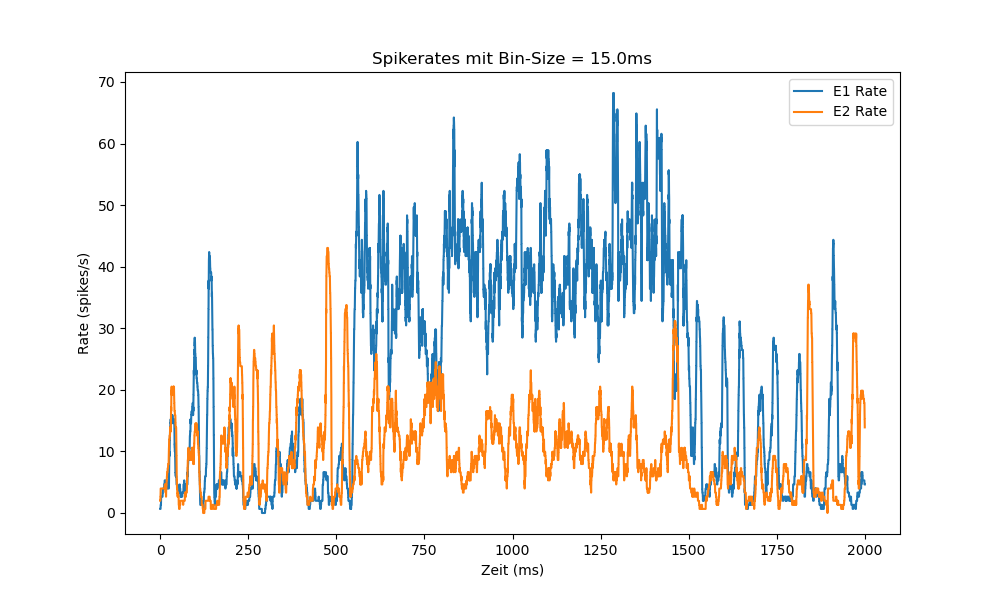 Spikerates mit Bin-Size = 15.0ms
E1 Rate
E2 Rate
Rate (spikes/s)
70
60
50
40
30
20
10
0
0 250 500 750 1000 1250 1500 1750 2000
Zeit (ms)